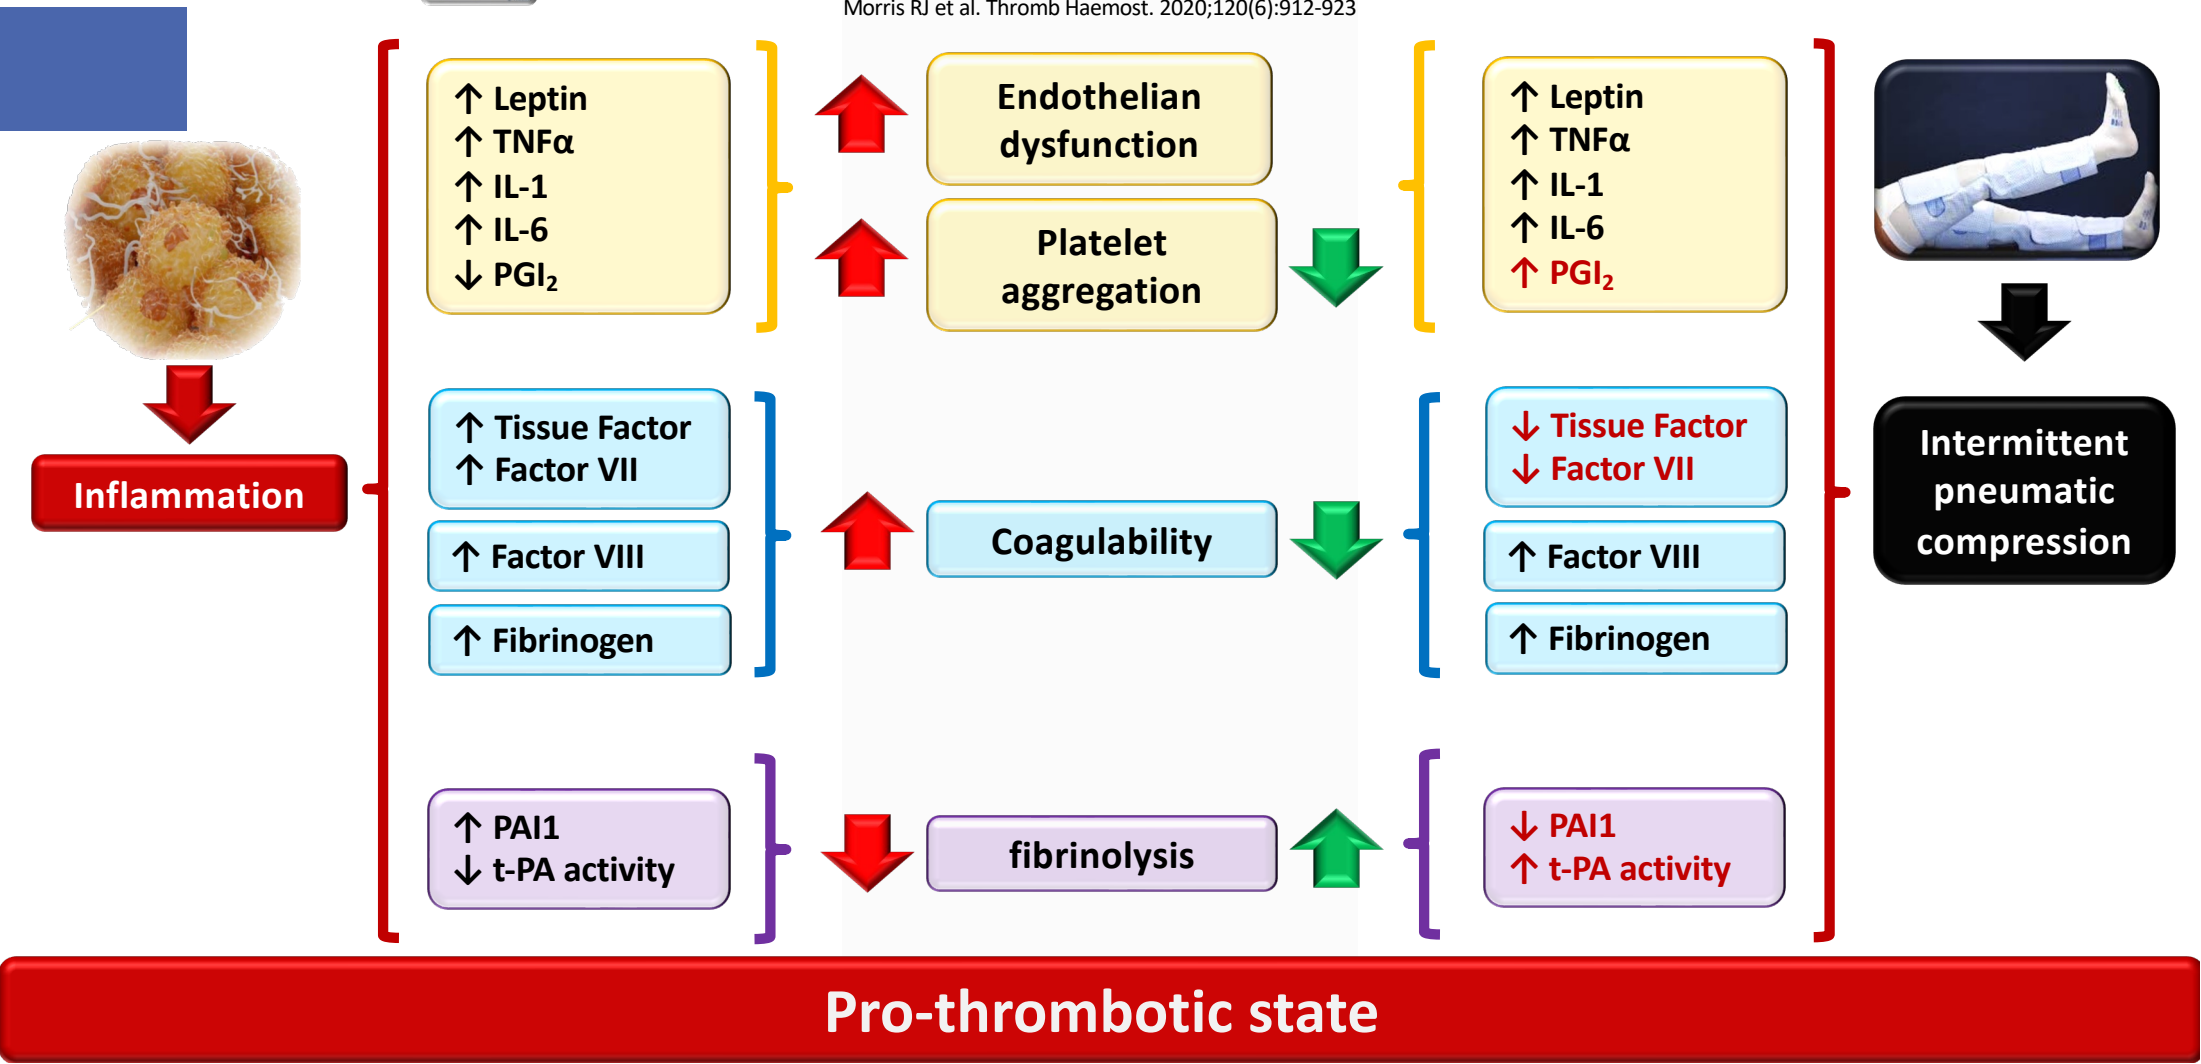 Morris RJ et al. Thromb Haemost. 2020;120(6):912-923
Inflammation
↑ Leptin
↑ TNFα
↑ IL-1
↑ IL-6
↓ PGI₂
↑ Tissue Factor
↑ Factor VII
↑ Factor VIII
↑ Fibrinogen
↑ PAI1
↓ t-PA activity
Endothelian
dysfunction
Platelet
aggregation
Coagulability
fibrinolysis
↑ Leptin
↑ TNFα
↑ IL-1
↑ IL-6
↑ PGI₂
↓ Tissue Factor
↓ Factor VII
↑ Factor VIII
↑ Fibrinogen
↓ PAI1
↑ t-PA activity
Intermittent
pneumatic
compression
Pro-thrombotic state